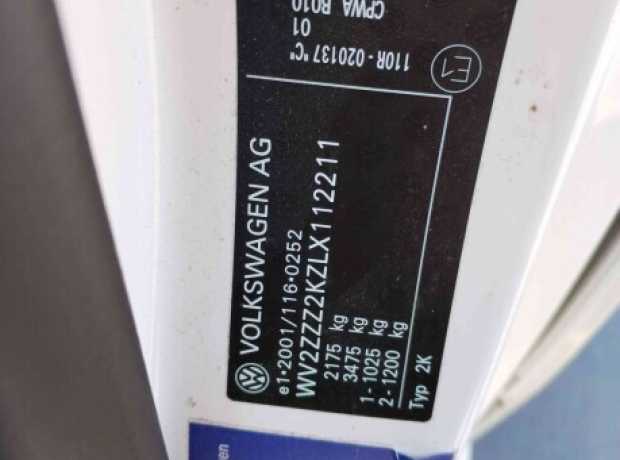 VOLKSWAGEN AG
e1*2001/116*0252
WV2ZZZ2KZLX112211
2175 kg
3475 kg
1 - 1025 kg
2 - 1200 kg
Typ 2K
E1
110R - 020137 "C"
01
CPWA B010